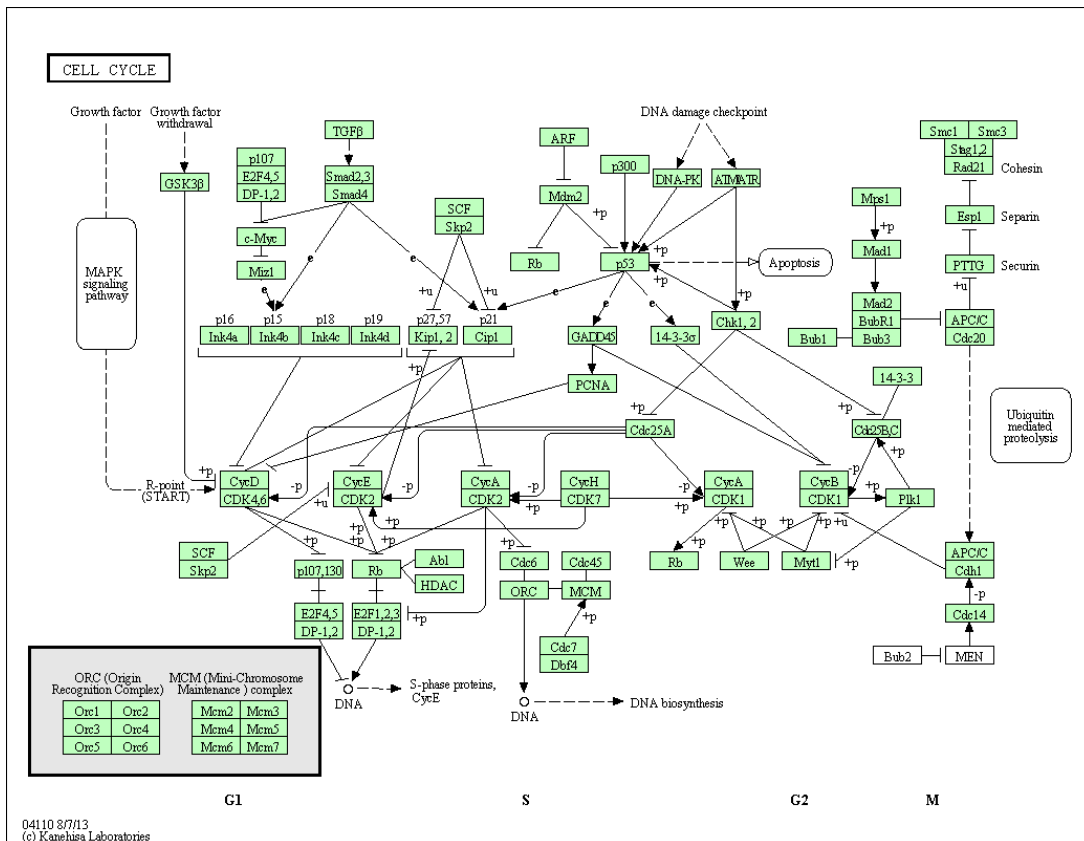 CELL CYCLE
Growth factor
Growth factor
withdrawal
DNA damage checkpoint
TGFβ
ARF
Smc1 Smc3
Stag1,2
Rad21
Cohesin
p107
E2F4,5
DP-1,2
Smad2,3
Smad4
p300
DNA-PK
ATMATR
GSK3β
Mdm2
+p
Mps1
+p
SCF
Skp2
Esp1
Separin
c-Myc
Mad1
MAPK
signaling
pathway
Miz1
e
e
e
+u
+u
Rb
p53
+p
+p
+p
Apoptosis
PTTG
Securin
+u
e
e
e
Mad2
BubR1
Bub3
Bub1
APC/C
Cdc20
p16
Ink4a
p15
Ink4b
p18
Ink4c
p19
Ink4d
p27,57
Kip1, 2
p21
Cip1
GADD45
14-3-3σ
Chk1, 2
+p
PCNA
14-3-3
+p
+p
Cdc25A
Cdc25B,C
Ubiquitin
mediated
proteolysis
R-point
(START)
+p
CycD
CDK4,6
-p
CycE
CDK2
-p
CycA
CDK2
-p
+p
CycH
CDK7
-p
+p
CycA
CDK1
CycB
CDK1
-p
+p
+p
Plk1
+u
+p
+p
+p
+p
+p
+p
+p
+u
+p
SCF
Skp2
p107,130
Rb
Abl
HDAC
Cdc6
Cdc45
Rb
Wee
Myt1
APC/C
Cdh1
ORC
MCM
-p
E2F4,5
DP-1,2
E2F1,2,3
DP-1,2
+p
+p
Cdc14
Cdc7
Dbf4
Bub2
MEN
ORC (Origin
Recognition Complex)
MCM (Mini-Chromosome
Maintenance ) complex
Orc1 Orc2
Orc3 Orc4
Orc5 Orc6
Mcm2 Mcm3
Mcm4 Mcm5
Mcm6 Mcm7
DNA
S-phase proteins,
CycE
DNA
DNA biosynthesis
G1
S
G2
M
04110 8/7/13
(c) Kanehisa Laboratories